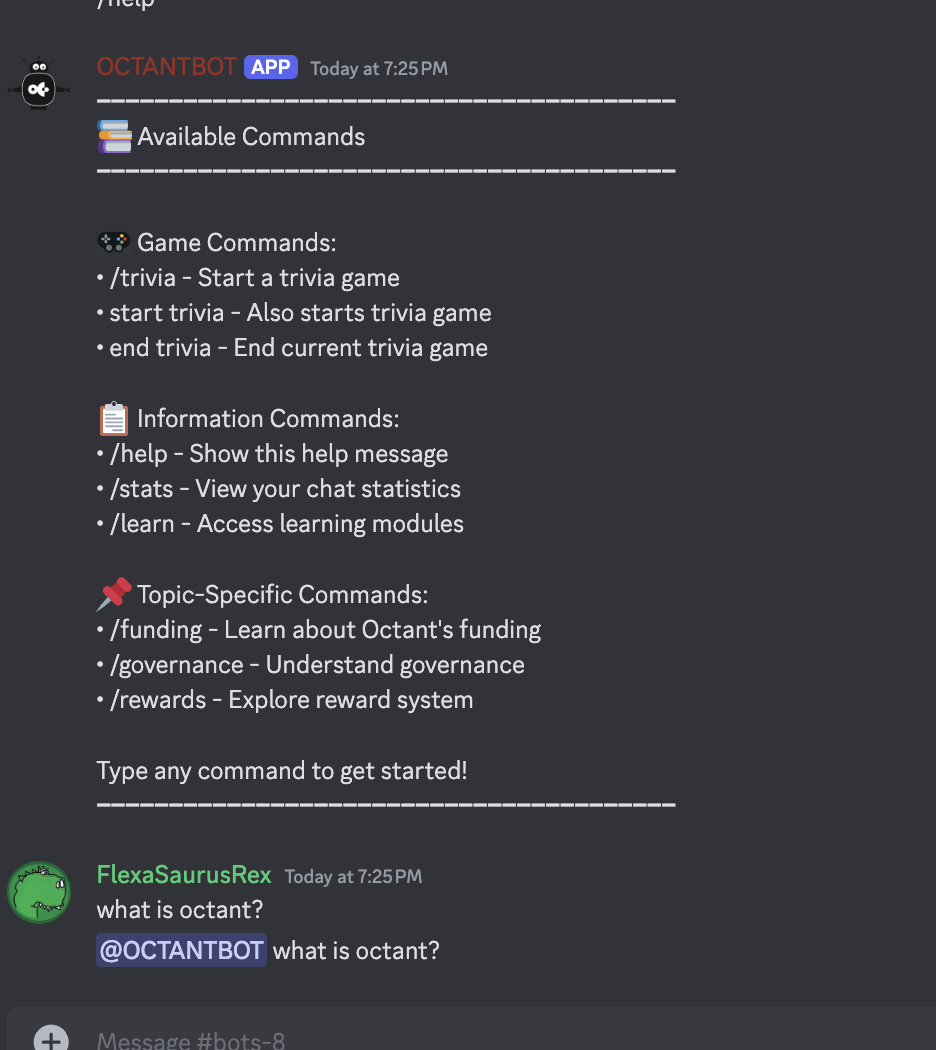 /help
OCTANTBOT APP Today at 7:25 PM
----------------------------------------
Available Commands
----------------------------------------
Game Commands:
• /trivia - Start a trivia game
• start trivia - Also starts trivia game
• end trivia - End current trivia game
Information Commands:
• /help - Show this help message
• /stats - View your chat statistics
• /learn - Access learning modules
Topic-Specific Commands:
• /funding - Learn about Octant's funding
• /governance - Understand governance
• /rewards - Explore reward system
Type any command to get started!
----------------------------------------
FlexaSaurusRex Today at 7:25 PM
what is octant?
@OCTANTBOT what is octant?
Message #bots-8